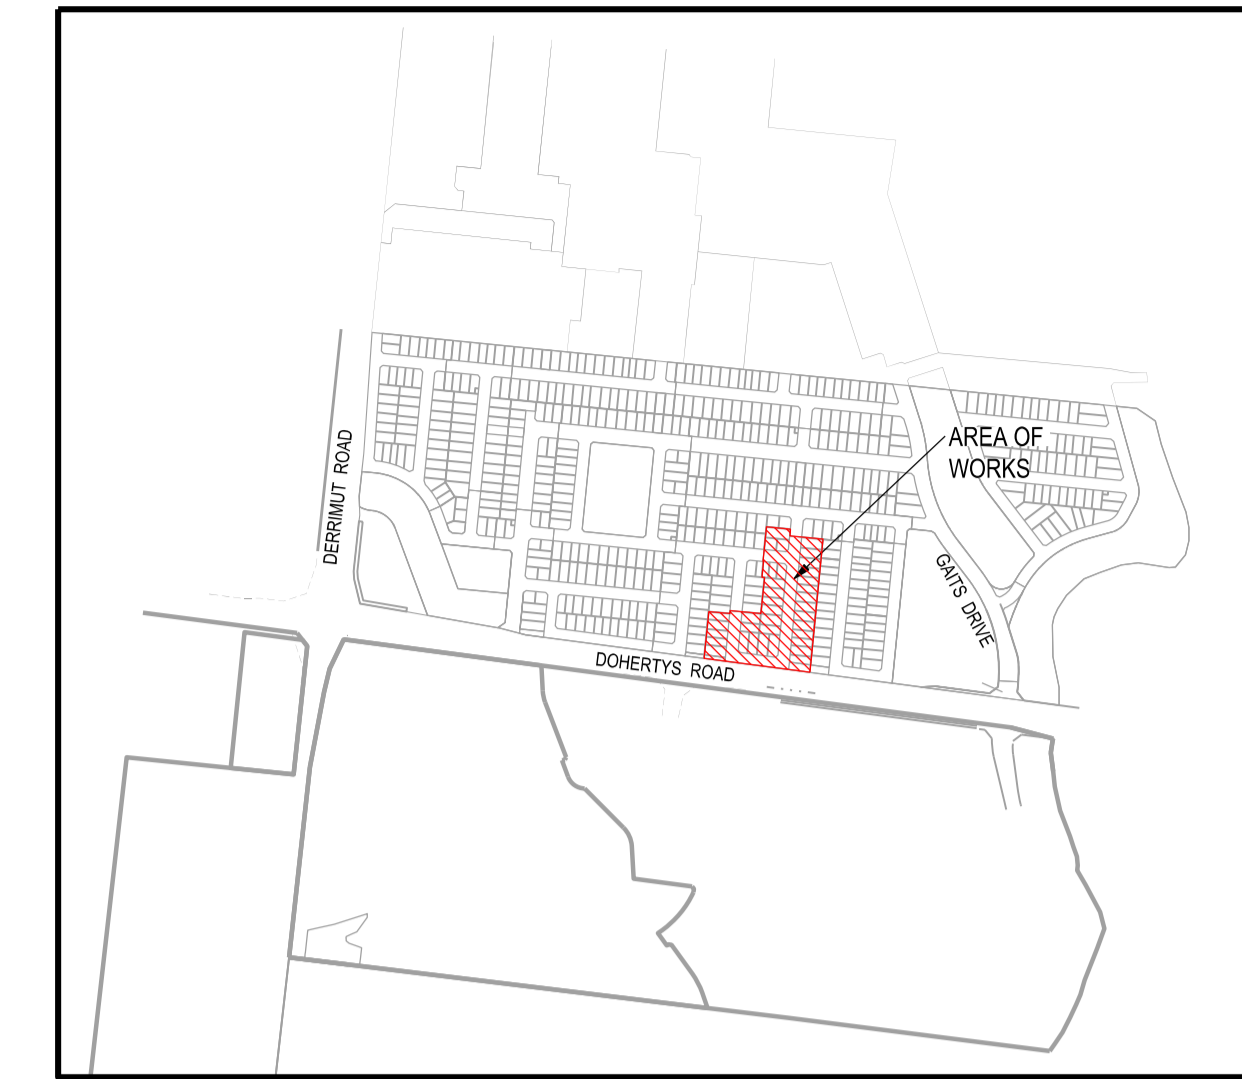 AREA OF
WORKS
DERRIMUT ROAD
GAITS DRIVE
DOHERTYS ROAD